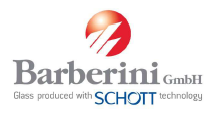 Barberini GmbH
Glass produced with SCHOTT technology